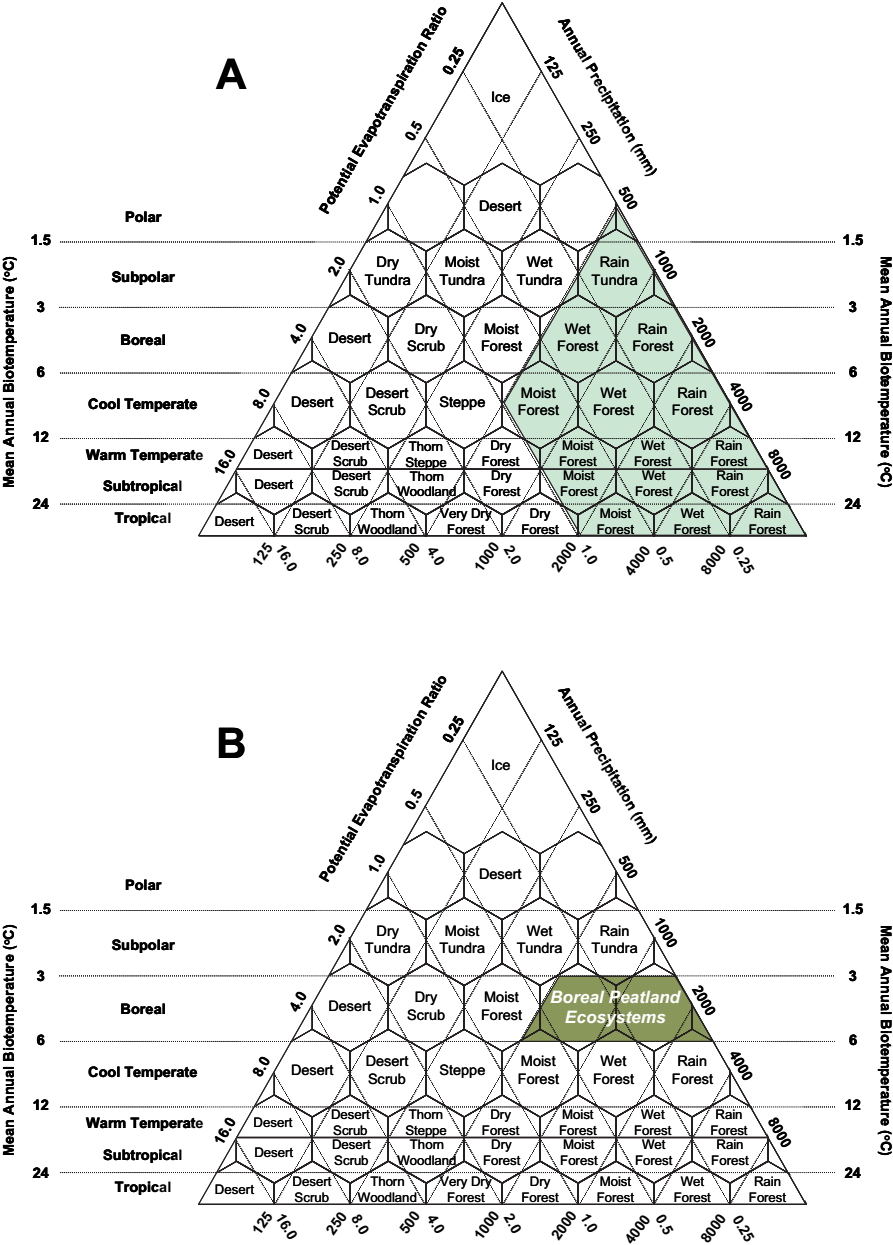 A
Potential Evapotranspiration Ratio
Annual Precipitation (mm)
0.25
125
Ice
0.5
250
1.0
500
Desert
Polar
1.5
1.5
2.0
1000
Subpolar
Dry Tundra
Moist Tundra
Wet Tundra
Rain Tundra
3
3
4.0
2000
Boreal
Desert
Dry Scrub
Moist Forest
Wet Forest
Rain Forest
6
6
Mean Annual Biotemperature (°C)
Mean Annual Biotemperature (°C)
8.0
4000
Cool Temperate
Desert
Desert Scrub
Steppe
Moist Forest
Wet Forest
Rain Forest
12
12
16.0
8000
Warm Temperate
Desert
Desert Scrub
Thorn Steppe
Dry Forest
Moist Forest
Wet Forest
Rain Forest
Subtropical
Desert
Desert Scrub
Thorn Woodland
Dry Forest
Moist Forest
Wet Forest
Rain Forest
24
24
Tropical
Desert
Desert Scrub
Thorn Woodland
Very Dry Forest
Dry Forest
Moist Forest
Wet Forest
Rain Forest
125 16.0
250 8.0
500 4.0
1000 2.0
2000 1.0
4000 0.5
8000 0.25
B
Potential Evapotranspiration Ratio
Annual Precipitation (mm)
0.25
125
Ice
0.5
250
1.0
500
Desert
Polar
1.5
1.5
2.0
1000
Subpolar
Dry Tundra
Moist Tundra
Wet Tundra
Rain Tundra
3
3
4.0
2000
Boreal
Desert
Dry Scrub
Moist Forest
Boreal Peatland
Ecosystems
6
6
Mean Annual Biotemperature (°C)
Mean Annual Biotemperature (°C)
8.0
4000
Cool Temperate
Desert
Desert Scrub
Steppe
Moist Forest
Wet Forest
Rain Forest
12
12
16.0
8000
Warm Temperate
Desert
Desert Scrub
Thorn Steppe
Dry Forest
Moist Forest
Wet Forest
Rain Forest
Subtropical
Desert
Desert Scrub
Thorn Woodland
Dry Forest
Moist Forest
Wet Forest
Rain Forest
24
24
Tropical
Desert
Desert Scrub
Thorn Woodland
Very Dry Forest
Dry Forest
Moist Forest
Wet Forest
Rain Forest
125 16.0
250 8.0
500 4.0
1000 2.0
2000 1.0
4000 0.5
8000 0.25